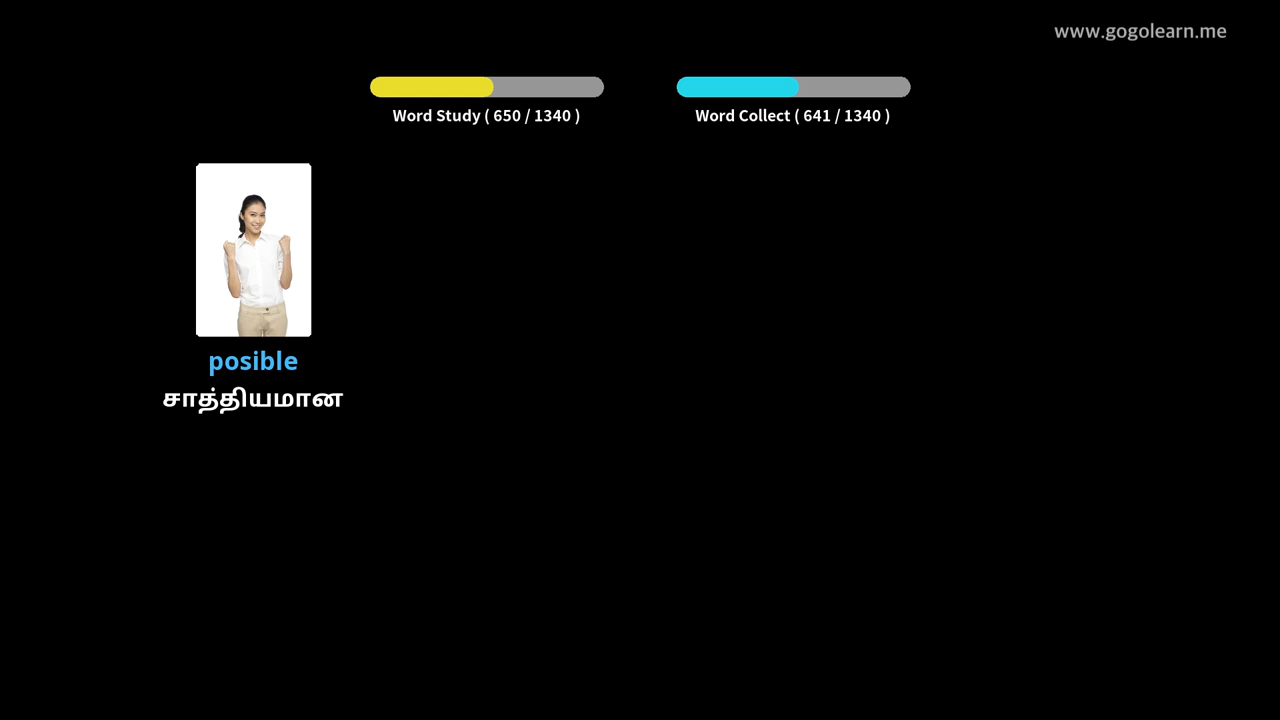 www.gogolearn.me
Word Study ( 650 / 1340 )
Word Collect ( 641 / 1340 )
posible
சாத்தியமான